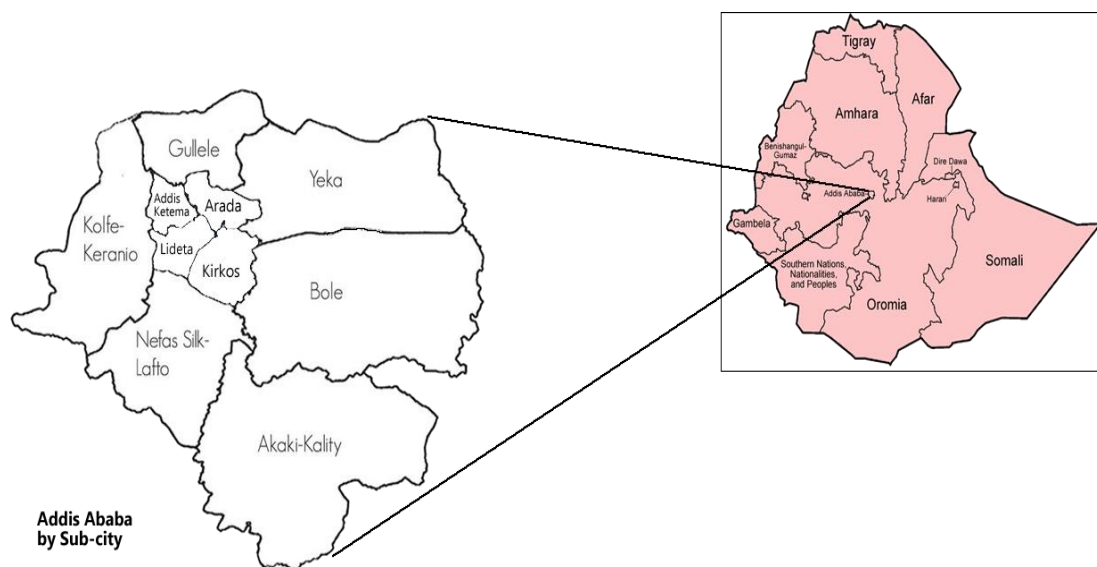 Gullele
Yeka
Addis
Ketema
Arada
Kolfe-
Keranio
Lideta
Kirkos
Bole
Nefas Silk-
Lafto
Akaki-Kality
Addis Ababa
by Sub-city
Tigray
Afar
Amhara
Benishangul-
Gumaz
Dire Dawa
Addis Ababa
Harari
Gambela
Somali
Southern Nations,
Nationalities,
and Peoples
Oromia